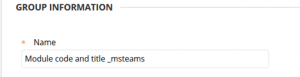 GROUP INFORMATION
* Name
Module code and title _msteams